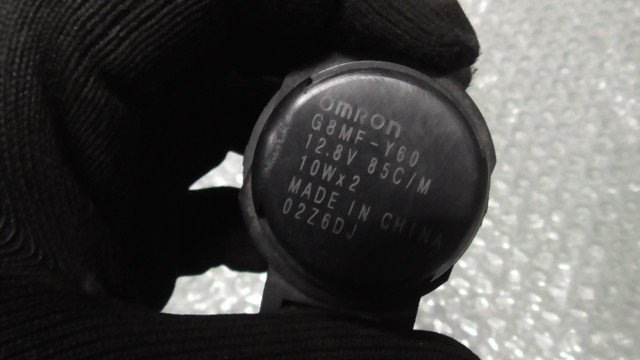 omron
G8MF-Y60
12.8V 85C/M
10Wx2
MADE IN CHINA
02Z6DJ